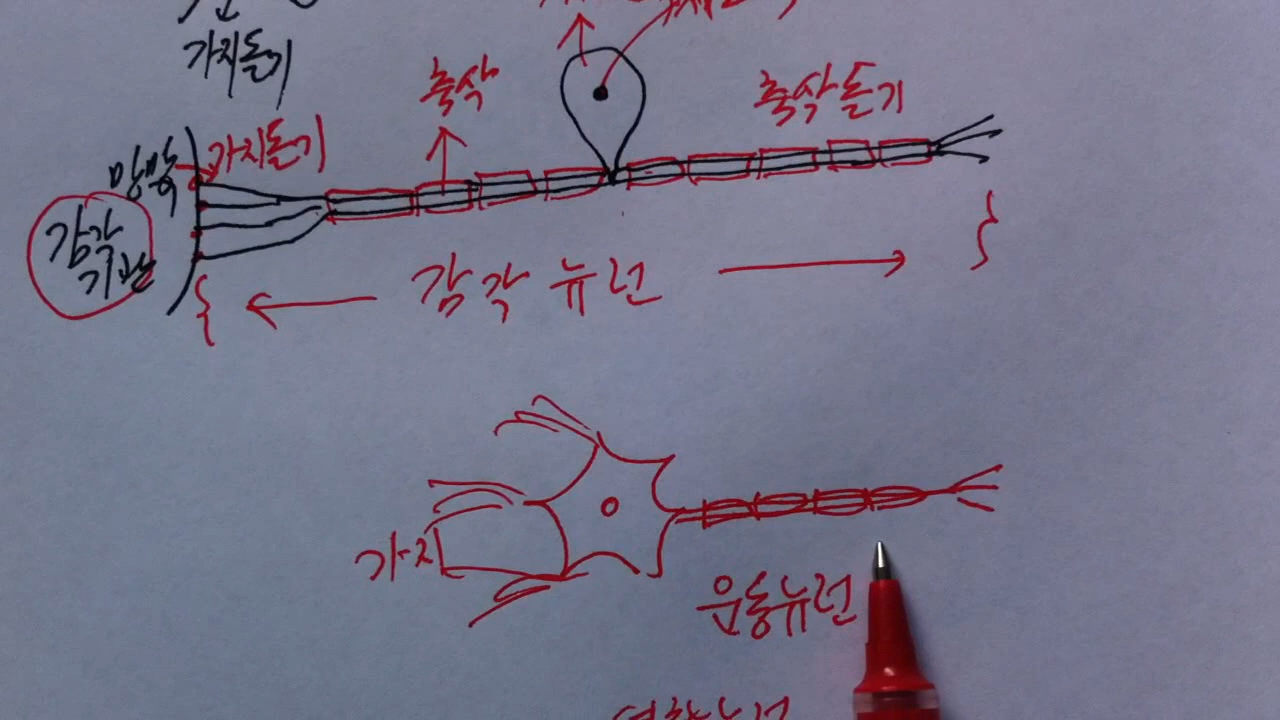 가지돌기
축삭
축삭돌기
가지돌기
망막
감각
기관
감각 뉴런
가지
운동뉴런